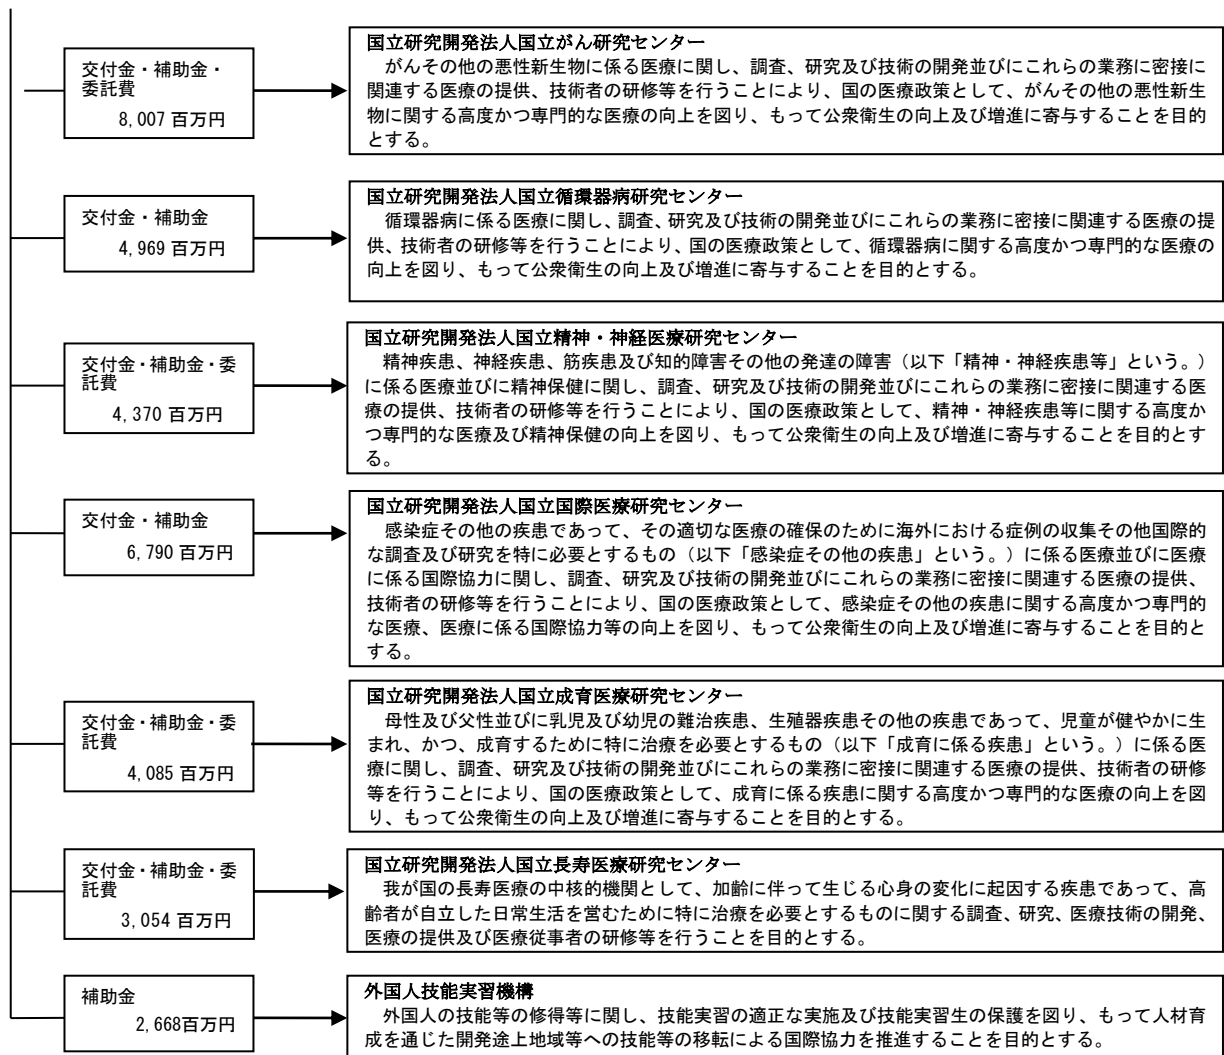 交付金・補助金・
委託費
8,007 百万円
国立研究開発法人国立がん研究センター
がんその他の悪性新生物に係る医療に関し、調査、研究及び技術の開発並びにこれらの業務に密接に
関連する医療の提供、技術者の研修等を行うことにより、国の医療政策として、がんその他の悪性新生
物に関する高度かつ専門的な医療の向上を図り、もって公衆衛生の向上及び増進に寄与することを目的
とする。
交付金・補助金
4,969 百万円
国立研究開発法人国立循環器病研究センター
循環器病に係る医療に関し、調査、研究及び技術の開発並びにこれらの業務に密接に関連する医療の提
供、技術者の研修等を行うことにより、国の医療政策として、循環器病に関する高度かつ専門的な医療の
向上を図り、もって公衆衛生の向上及び増進に寄与することを目的とする。
交付金・補助金・委
託費
4,370 百万円
国立研究開発法人国立精神・神経医療研究センター
精神疾患、神経疾患、筋疾患及び知的障害その他の発達の障害（以下「精神・神経疾患等」という。）
に係る医療並びに精神保健に関し、調査、研究及び技術の開発並びにこれらの業務に密接に関連する医
療の提供、技術者の研修等を行うことにより、国の医療政策として、精神・神経疾患等に関する高度か
つ専門的な医療及び精神保健の向上を図り、もって公衆衛生の向上及び増進に寄与することを目的とす
る。
交付金・補助金
6,790 百万円
国立研究開発法人国立国際医療研究センター
感染症その他の疾患であって、その適切な医療の確保のために海外における症例の収集その他国際的
な調査及び研究を特に必要とするもの（以下「感染症その他の疾患」という。）に係る医療並びに医療
に係る国際協力に関し、調査、研究及び技術の開発並びにこれらの業務に密接に関連する医療の提供、
技術者の研修等を行うことにより、国の医療政策として、感染症その他の疾患に関する高度かつ専門的
な医療、医療に係る国際協力等の向上を図り、もって公衆衛生の向上及び増進に寄与することを目的と
する。
交付金・補助金・委
託費
4,085 百万円
国立研究開発法人国立成育医療研究センター
母性及び父性並びに乳児及び幼児の難治疾患、生殖器疾患その他の疾患であって、児童が健やかに生
まれ、かつ、成育するために特に治療を必要とするもの（以下「成育に係る疾患」という。）に係る医
療に関し、調査、研究及び技術の開発並びにこれらの業務に密接に関連する医療の提供、技術者の研修
等を行うことにより、国の医療政策として、成育に係る疾患に関する高度かつ専門的な医療の向上を図
り、もって公衆衛生の向上及び増進に寄与することを目的とする。
交付金・補助金・委
託費
3,054 百万円
国立研究開発法人国立長寿医療研究センター
我が国の長寿医療の中核的機関として、加齢に伴って生じる心身の変化に起因する疾患であって、高
齢者が自立した日常生活を営むために特に治療を必要とするものに関する調査、研究、医療技術の開発、
医療の提供及び医療従事者の研修等を行うことを目的とする。
補助金
2,668百万円
外国人技能実習機構
外国人の技能等の修得等に関し、技能実習の適正な実施及び技能実習生の保護を図り、もって人材育
成を通じた開発途上地域等への技能等の移転による国際協力を推進することを目的とする。